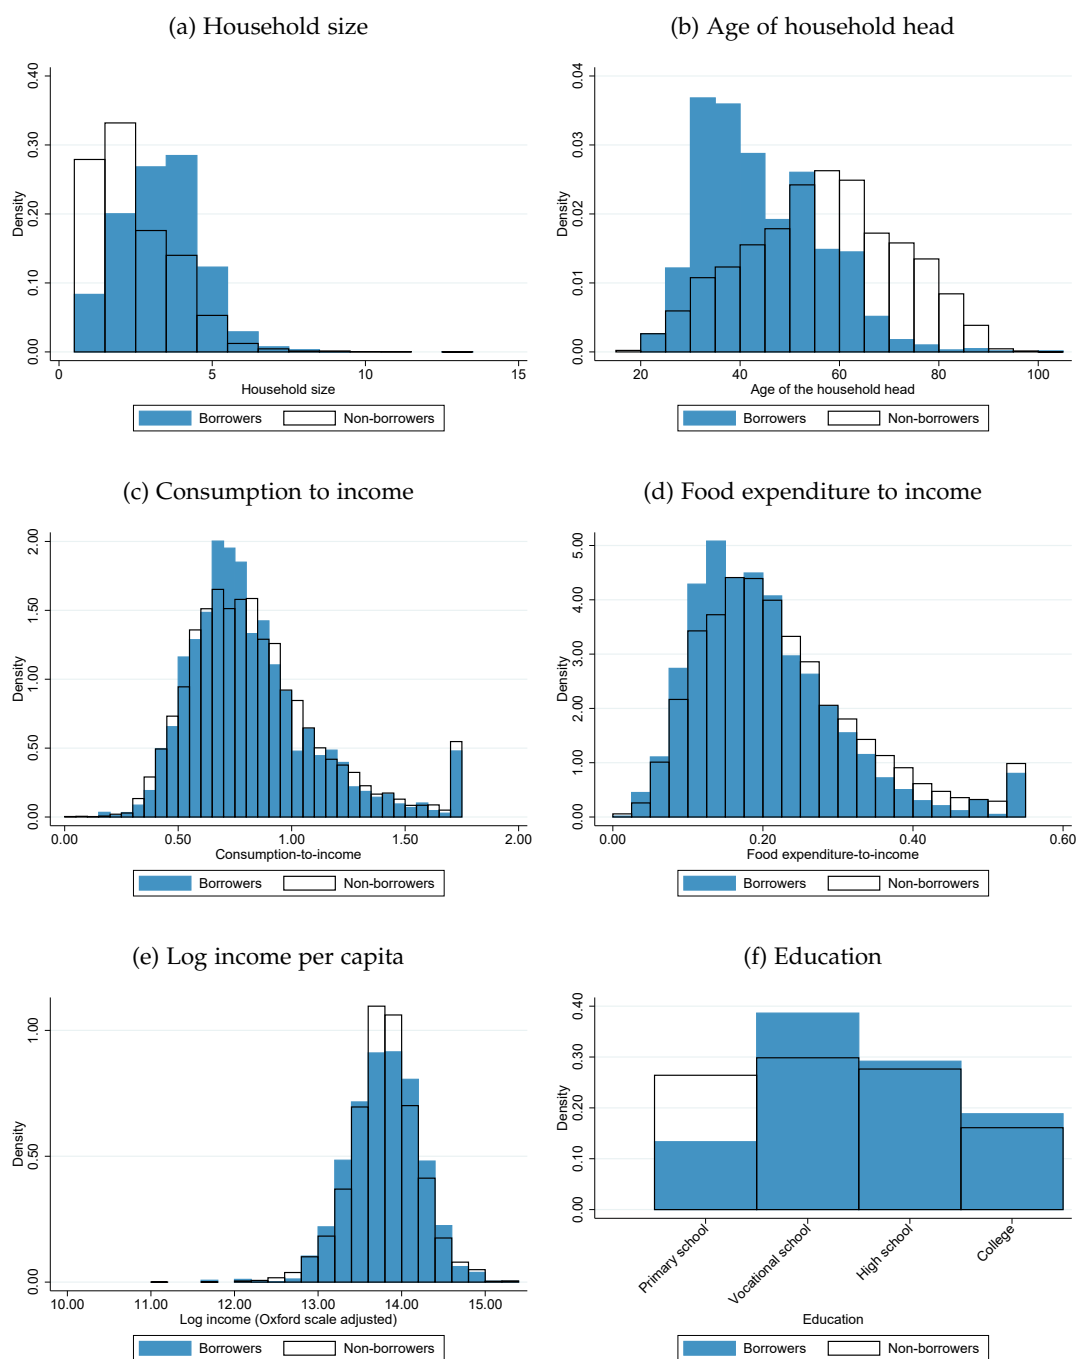 (a) Household size
0.40
0.30
0.20
0.10
0.00
Density
0
5
10
15
Household size
Borrowers
Non-borrowers
(b) Age of household head
0.04
0.03
0.02
0.01
0.00
Density
20
40
60
80
100
Age of the household head
Borrowers
Non-borrowers
(c) Consumption to income
2.00
1.50
1.00
0.50
0.00
Density
0.00
0.50
1.00
1.50
2.00
Consumption-to-income
Borrowers
Non-borrowers
(d) Food expenditure to income
5.00
4.00
3.00
2.00
1.00
0.00
Density
0.00
0.20
0.40
0.60
Food expenditure-to-income
Borrowers
Non-borrowers
(e) Log income per capita
1.00
0.50
0.00
Density
10.00
11.00
12.00
13.00
14.00
15.00
Log income (Oxford scale adjusted)
Borrowers
Non-borrowers
(f) Education
0.40
0.30
0.20
0.10
0.00
Density
Primary school
Vocational school
High school
College
Education
Borrowers
Non-borrowers